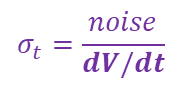 σₜ = noise / dV/dt